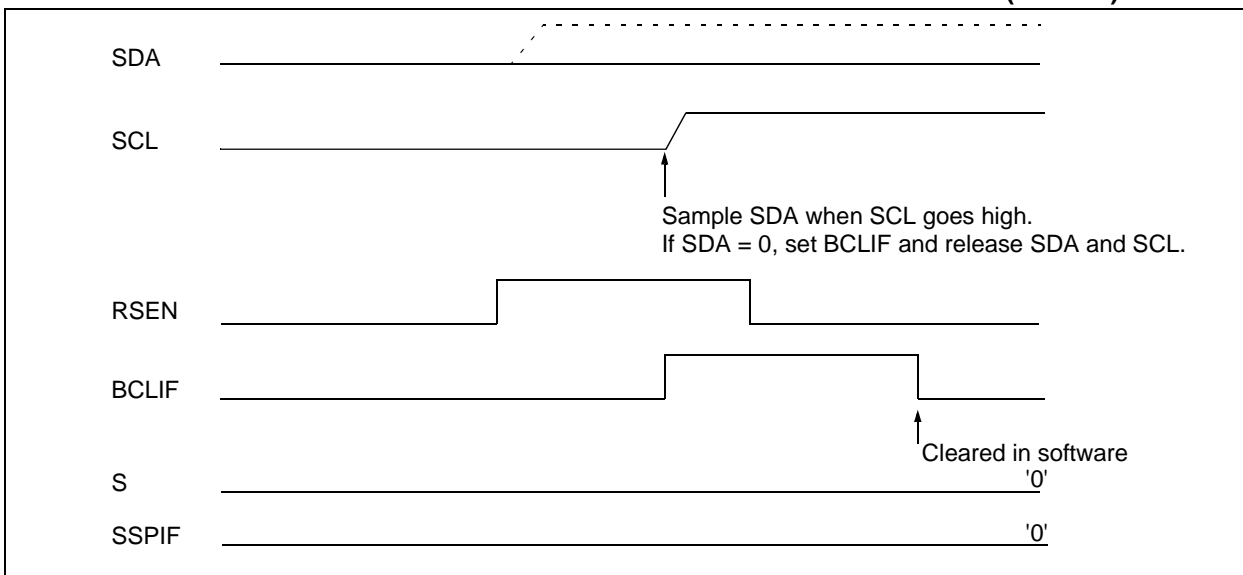 SDA
SCL
Sample SDA when SCL goes high.
If SDA = 0, set BCLIF and release SDA and SCL.
RSEN
BCLIF
Cleared in software
S '0'
SSPIF '0'